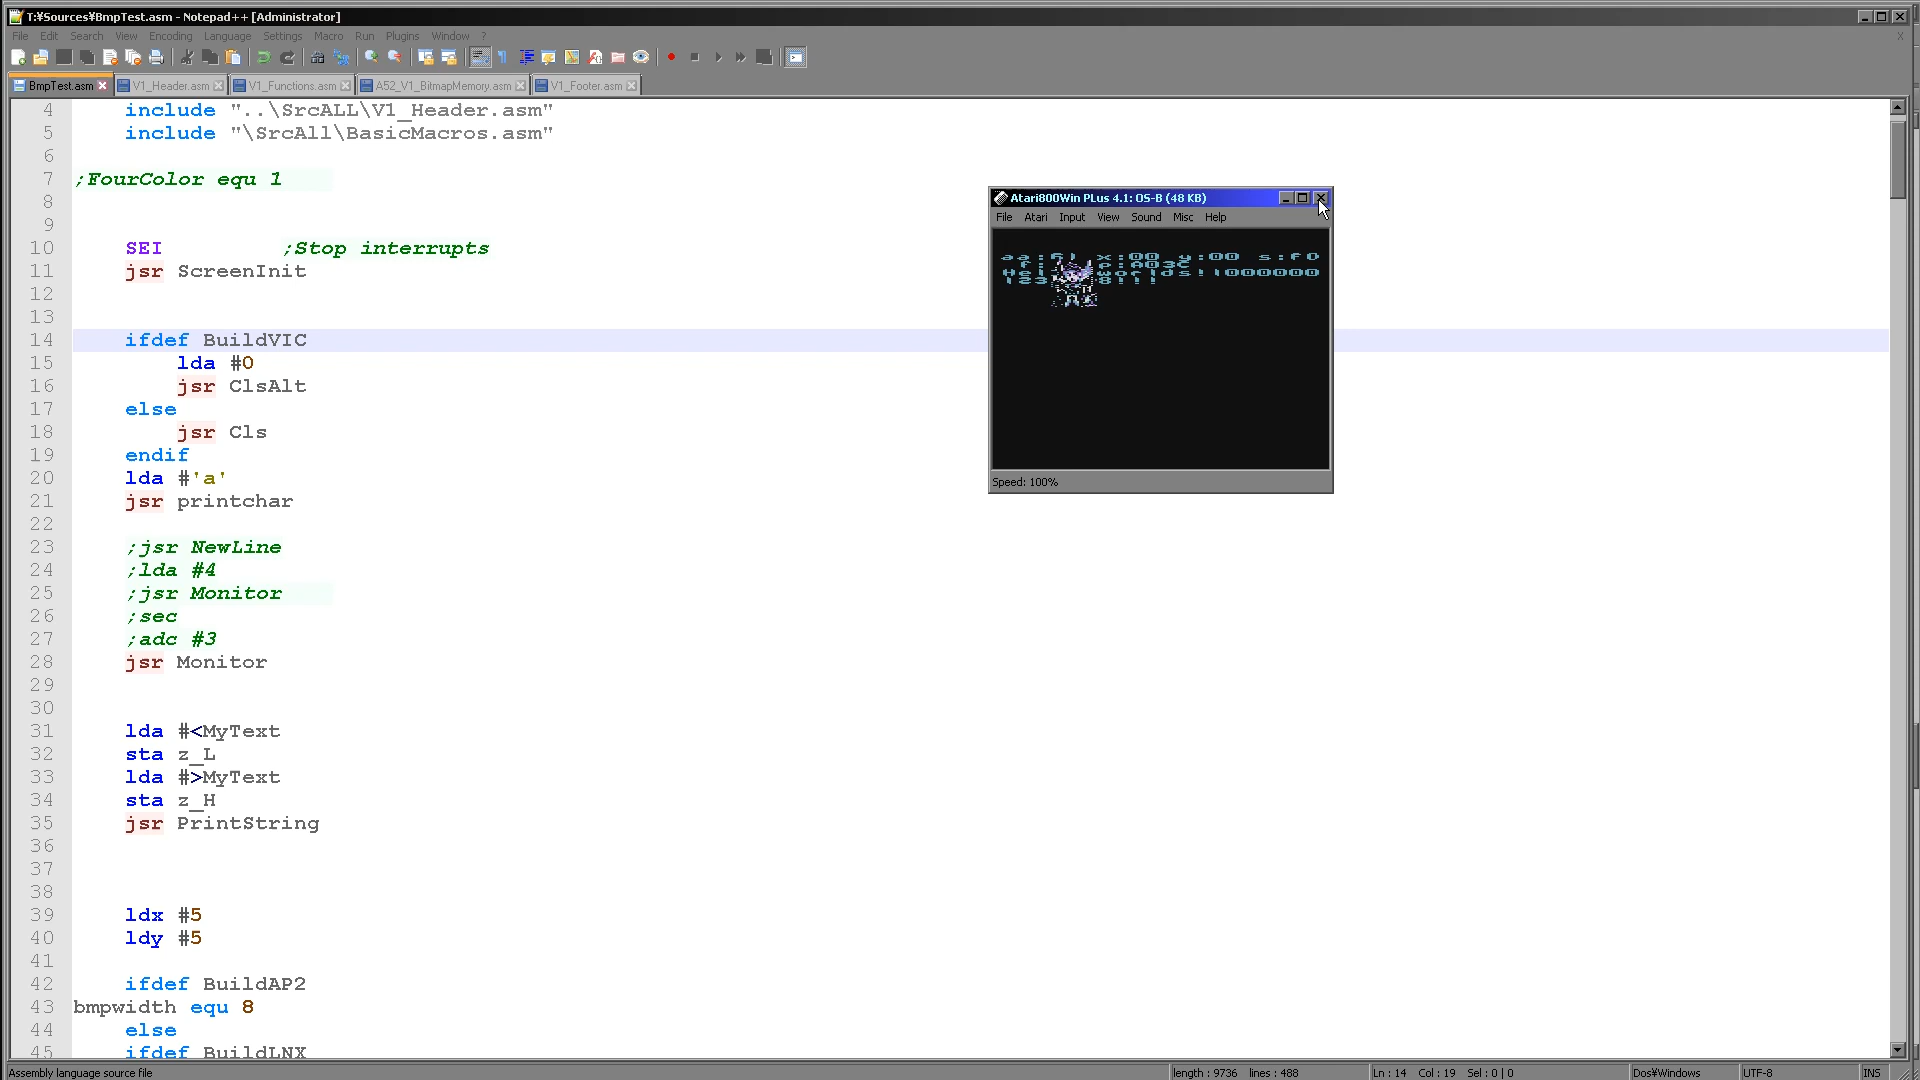 T:¥Sources¥BmpTest.asm - Notepad++ [Administrator]
File Edit Search View Encoding Language Settings Macro Run Plugins Window ?
BmpTest.asm V1_Header.asm V1_Functions.asm A52_V1_BitmapMemory.asm V1_Footer.asm
4 include "..\SrcALL\V1_Header.asm"
5 include "\SrcAll\BasicMacros.asm"
6
7 ;FourColor equ 1
8
9
10 SEI ;Stop interrupts
11 jsr ScreenInit
12
13
14 ifdef BuildVIC
15 lda #0
16 jsr ClsAlt
17 else
18 jsr Cls
19 endif
20 lda #'a'
21 jsr printchar
22
23 ;jsr NewLine
24 ;lda #4
25 ;jsr Monitor
26 ;sec
27 ;adc #3
28 jsr Monitor
29
30
31 lda #<MyText
32 sta z_L
33 lda #>MyText
34 sta z_H
35 jsr PrintString
36
37
38
39 ldx #5
40 ldy #5
41
42 ifdef BuildAP2
43 bmpwidth equ 8
44 else
45 ifdef BuildLNX
Atari800Win PLus 4.1: OS-B (48 KB)
File Atari Input View Sound Misc Help
x:00 y:00 s:F0
p:A03C
worlds!1000000
Speed: 100%
Assembly language source file length : 9736 lines : 488 Ln : 14 Col : 19 Sel : 0 | 0 Dos¥Windows UTF-8 INS